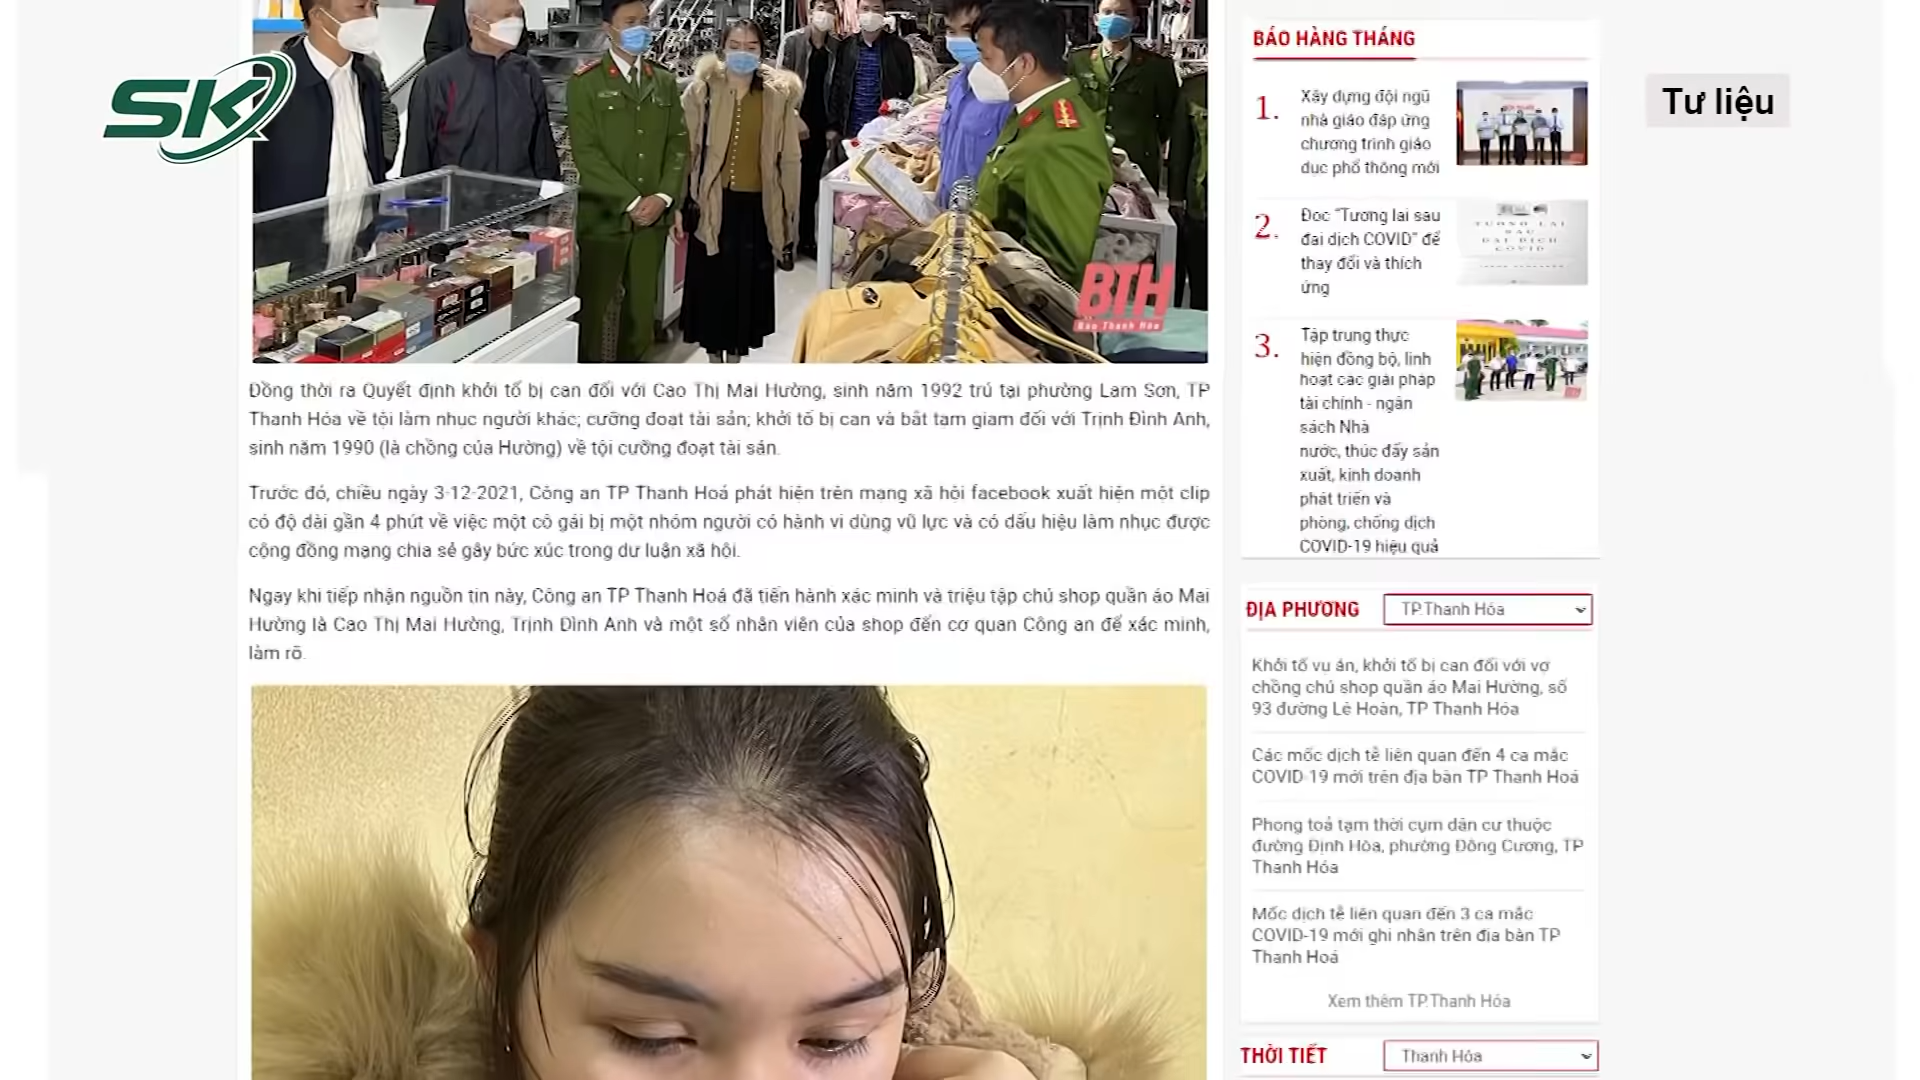 SK
Tư liệu
BTH
Báo Thanh Hóa
Đồng thời ra Quyết định khởi tố bị can đối với Cao Thị Mai Hường, sinh năm 1992 trú tại phường Lam Sơn, TP
Thanh Hóa về tội làm nhục người khác; cưỡng đoạt tài sản; khởi tố bị can và bắt tạm giam đối với Trịnh Đình Anh,
sinh năm 1990 (là chồng của Hường) về tội cưỡng đoạt tài sản.
Trước đó, chiều ngày 3-12-2021, Công an TP Thanh Hoá phát hiện trên mạng xã hội facebook xuất hiện một clip
có độ dài gần 4 phút về việc một cô gái bị một nhóm người có hành vi dùng vũ lực và có dấu hiệu làm nhục được
cộng đồng mạng chia sẻ gây bức xúc trong dư luận xã hội.
Ngay khi tiếp nhận nguồn tin này, Công an TP Thanh Hoá đã tiến hành xác minh và triệu tập chủ shop quần áo Mai
Hường là Cao Thị Mai Hường, Trịnh Đình Anh và một số nhân viên của shop đến cơ quan Công an để xác minh,
làm rõ.
BÁO HÀNG THÁNG
1.
Xây dựng đội ngũ
nhà giáo đáp ứng
chương trình giáo
dục phổ thông mới
2.
Đọc “Tương lai sau
đại dịch COVID” để
thay đổi và thích
ứng
TƯƠNG LAI
SAU
ĐẠI DỊCH
COVID
3.
Tập trung thực
hiện đồng bộ, linh
hoạt các giải pháp
tài chính - ngân
sách Nhà
nước, thúc đẩy sản
xuất, kinh doanh
phát triển và
phòng, chống dịch
COVID-19 hiệu quả
ĐỊA PHƯƠNG
TP.Thanh Hóa
Khởi tố vụ án, khởi tố bị can đối với vợ
chồng chủ shop quần áo Mai Hường, số
93 đường Lê Hoàn, TP Thanh Hóa
Các mốc dịch tễ liên quan đến 4 ca mắc
COVID-19 mới trên địa bàn TP Thanh Hoá
Phong toả tạm thời cụm dân cư thuộc
đường Định Hòa, phường Đông Cương, TP
Thanh Hóa
Mốc dịch tễ liên quan đến 3 ca mắc
COVID-19 mới ghi nhận trên địa bàn TP
Thanh Hoá
Xem thêm TP.Thanh Hóa
THỜI TIẾT
Thanh Hóa